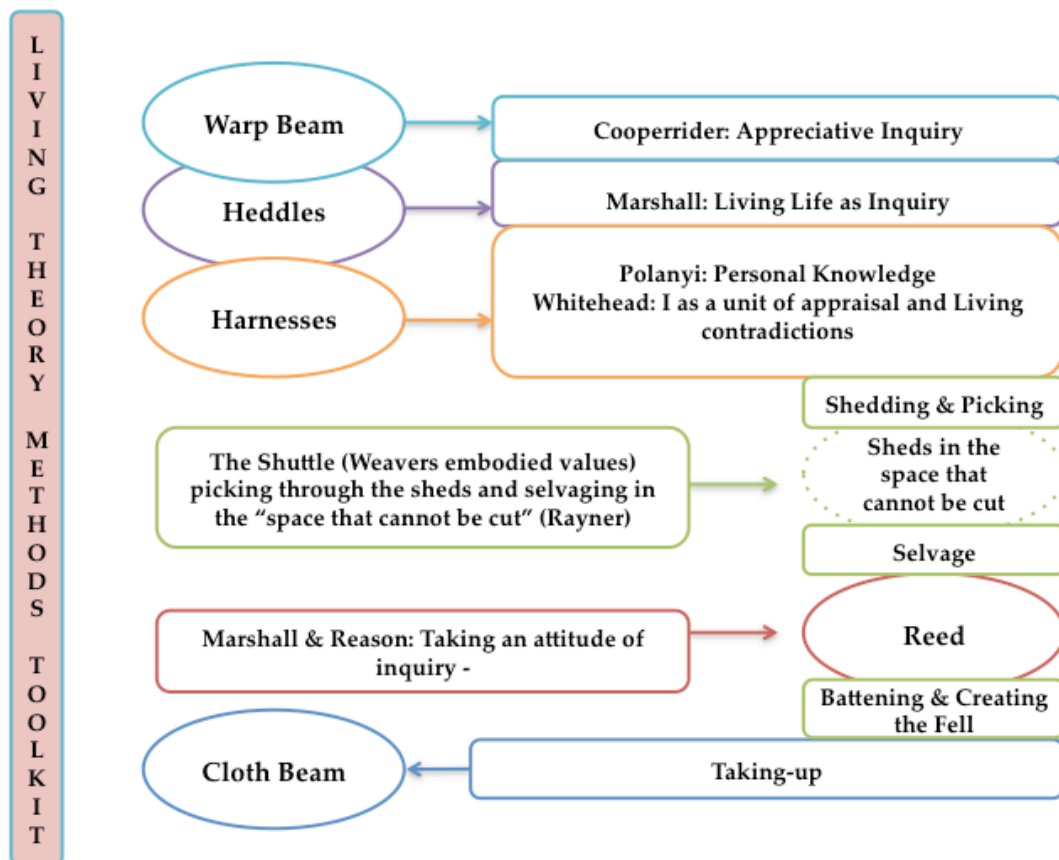 LIVING THEORY METHODS TOOLKIT
Warp Beam
Cooperrider: Appreciative Inquiry
Heddles
Marshall: Living Life as Inquiry
Harnesses
Polanyi: Personal Knowledge
Whitehead: I as a unit of appraisal and Living
contradictions
Shedding & Picking
The Shuttle (Weavers embodied values)
picking through the sheds and selvaging in
the “space that cannot be cut” (Rayner)
Sheds in the
space that
cannot be cut
Selvage
Marshall & Reason: Taking an attitude of
inquiry -
Reed
Battening & Creating
the Fell
Cloth Beam
Taking-up